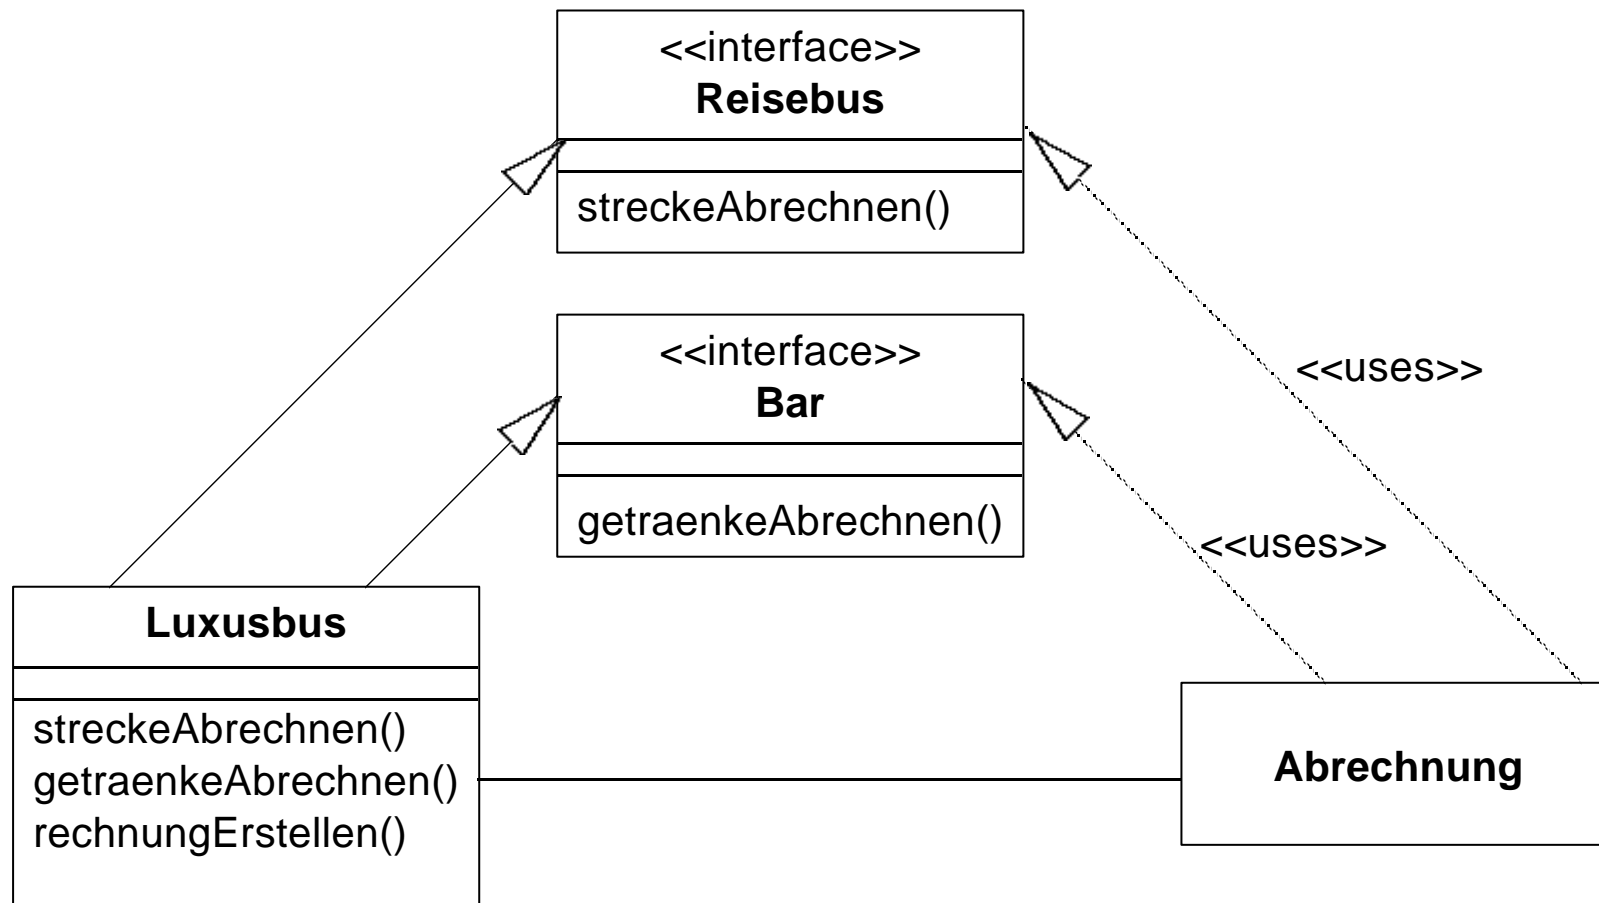 <<interface>>
Reisebus
streckeAbrechnen()
<<interface>>
Bar
getraenkeAbrechnen()
<<uses>>
<<uses>>
Luxusbus
streckeAbrechnen()
getraenkeAbrechnen()
rechnungErstellen()
Abrechnung